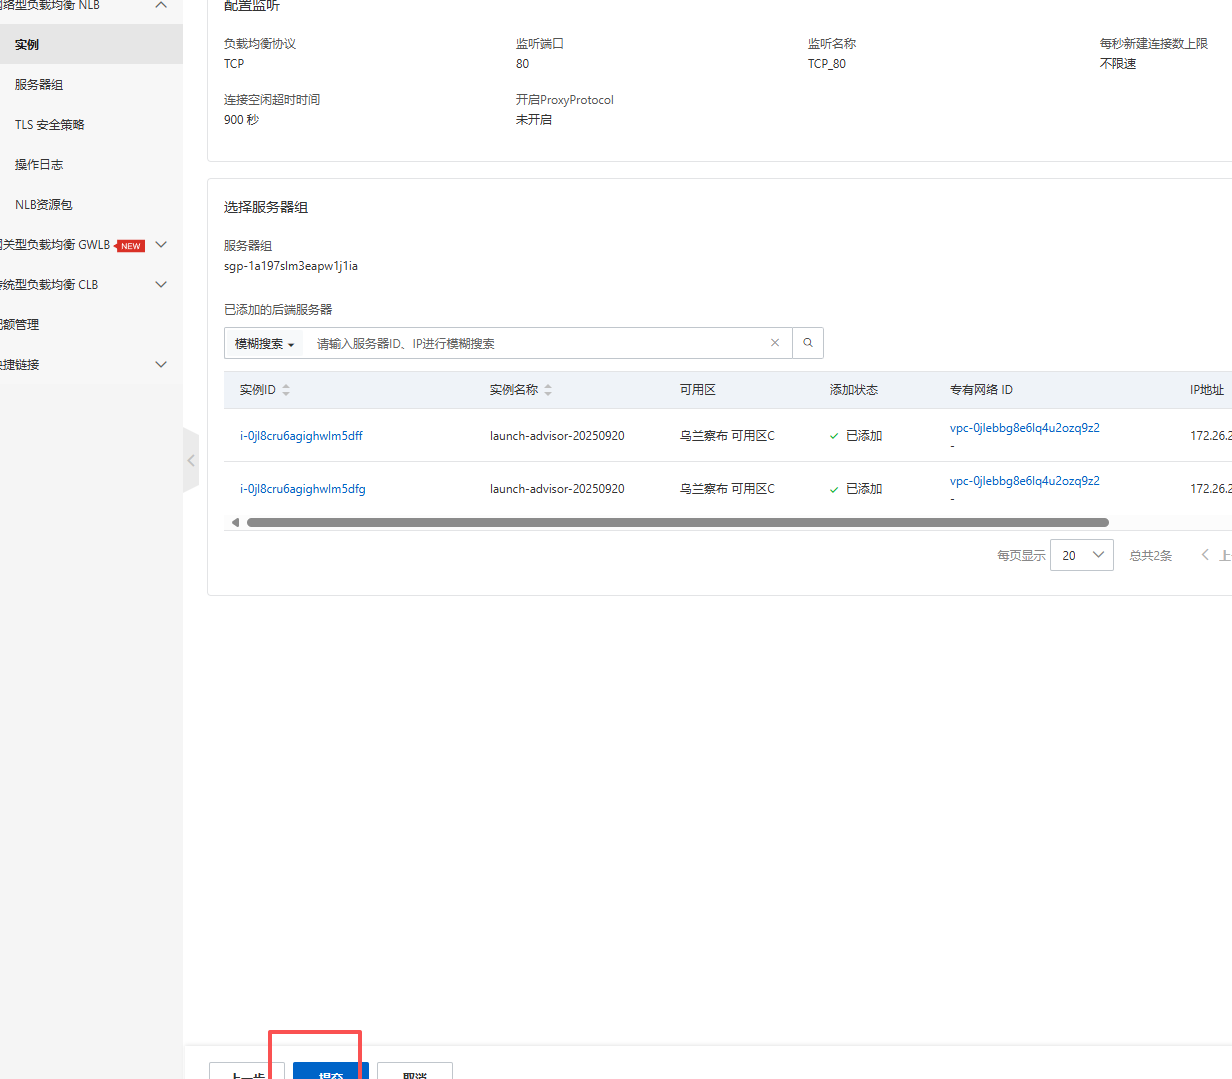 网络型负载均衡 NLB
实例
服务器组
TLS 安全策略
操作日志
NLB资源包
网关型负载均衡 GWLB NEW
传统型负载均衡 CLB
配额管理
快捷链接
配置监听
负载均衡协议 监听端口 监听名称 每秒新建连接数上限
TCP 80 TCP_80 不限速
连接空闲超时时间 开启ProxyProtocol
900 秒 未开启
选择服务器组
服务器组
sgp-1a197slm3eapw1j1ia
已添加的后端服务器
模糊搜索 请输入服务器ID、IP进行模糊搜索
实例ID 实例名称 可用区 添加状态 专有网络 ID IP地址
i-0jl8cru6agighwlm5dff launch-advisor-20250920 乌兰察布 可用区C 已添加 vpc-0jlebbg8e6lq4u2ozq9z2 172.26.2
-
i-0jl8cru6agighwlm5dfg launch-advisor-20250920 乌兰察布 可用区C 已添加 vpc-0jlebbg8e6lq4u2ozq9z2 172.26.2
-
每页显示 20 总共2条 上
上一步 提交 取消